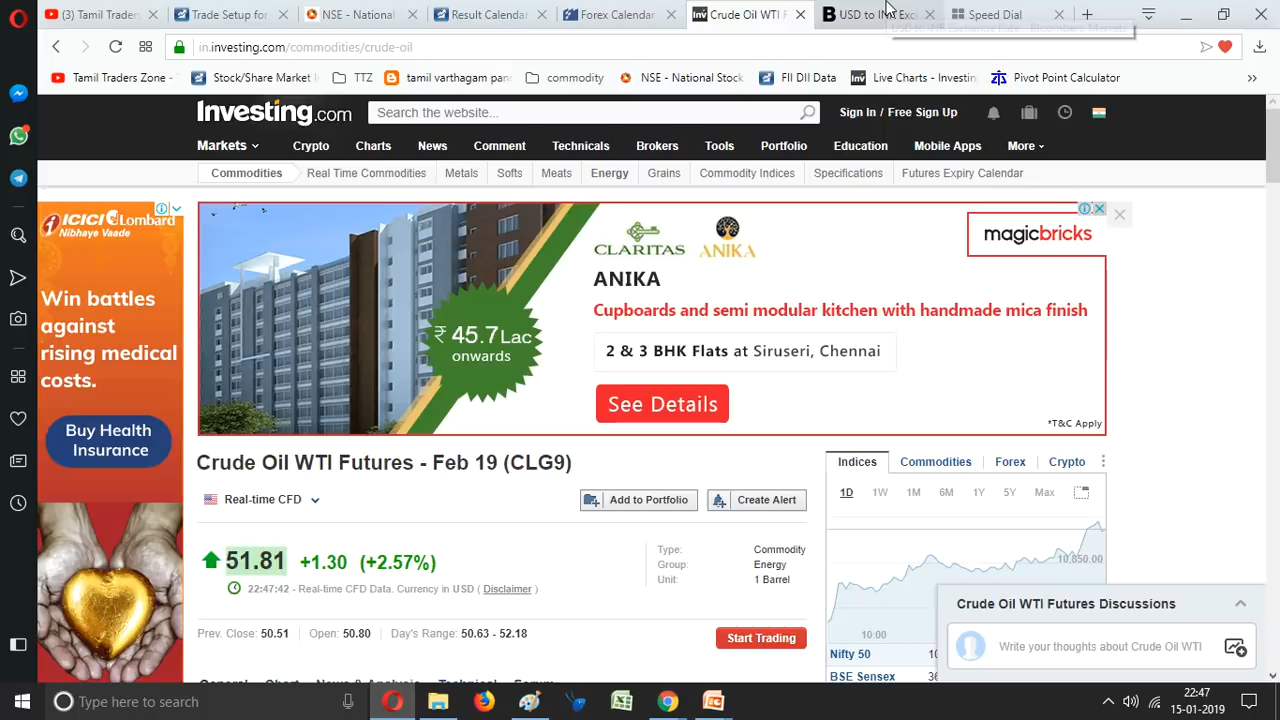 (3) Tamil Traders
Trade Setup for
NSE - National
Result Calendar
Forex Calendar
Crude Oil WTI F
USD to INR Exc
Speed Dial
in.investing.com/commodities/crude-oil
Tamil Traders Zone -
Stock/Share Market
TTZ
tamil varthagam pan
commodity
NSE - National Stock
FII DII Data
Live Charts - Investin
Pivot Point Calculator
Investing.com
Search the website...
Sign In / Free Sign Up
Markets
Crypto
Charts
News
Comment
Technicals
Brokers
Tools
Portfolio
Education
Mobile Apps
More
Commodities
Real Time Commodities
Metals
Softs
Meats
Energy
Grains
Commodity Indices
Specifications
Futures Expiry Calendar
ICICI Lombard
Nibhaye Vaade
Win battles
against
rising medical
costs.
Buy Health
Insurance
₹ 45.7 Lac
onwards
CLARITAS
ANIKA
magicbricks
ANIKA
Cupboards and semi modular kitchen with handmade mica finish
2 & 3 BHK Flats at Siruseri, Chennai
See Details
*T&C Apply
Crude Oil WTI Futures - Feb 19 (CLG9)
Real-time CFD
Add to Portfolio
Create Alert
51.81 +1.30 (+2.57%)
22:47:42 - Real-time CFD Data. Currency in USD ( Disclaimer )
Type: Commodity
Group: Energy
Unit: 1 Barrel
Prev. Close: 50.51 Open: 50.80 Day's Range: 50.63 - 52.18
Start Trading
Indices
Commodities
Forex
Crypto
1D 1W 1M 6M 1Y 5Y Max
10,850.00
10:00
Nifty 50
BSE Sensex
Crude Oil WTI Futures Discussions
Write your thoughts about Crude Oil WTI
Type here to search
22:47
15-01-2019